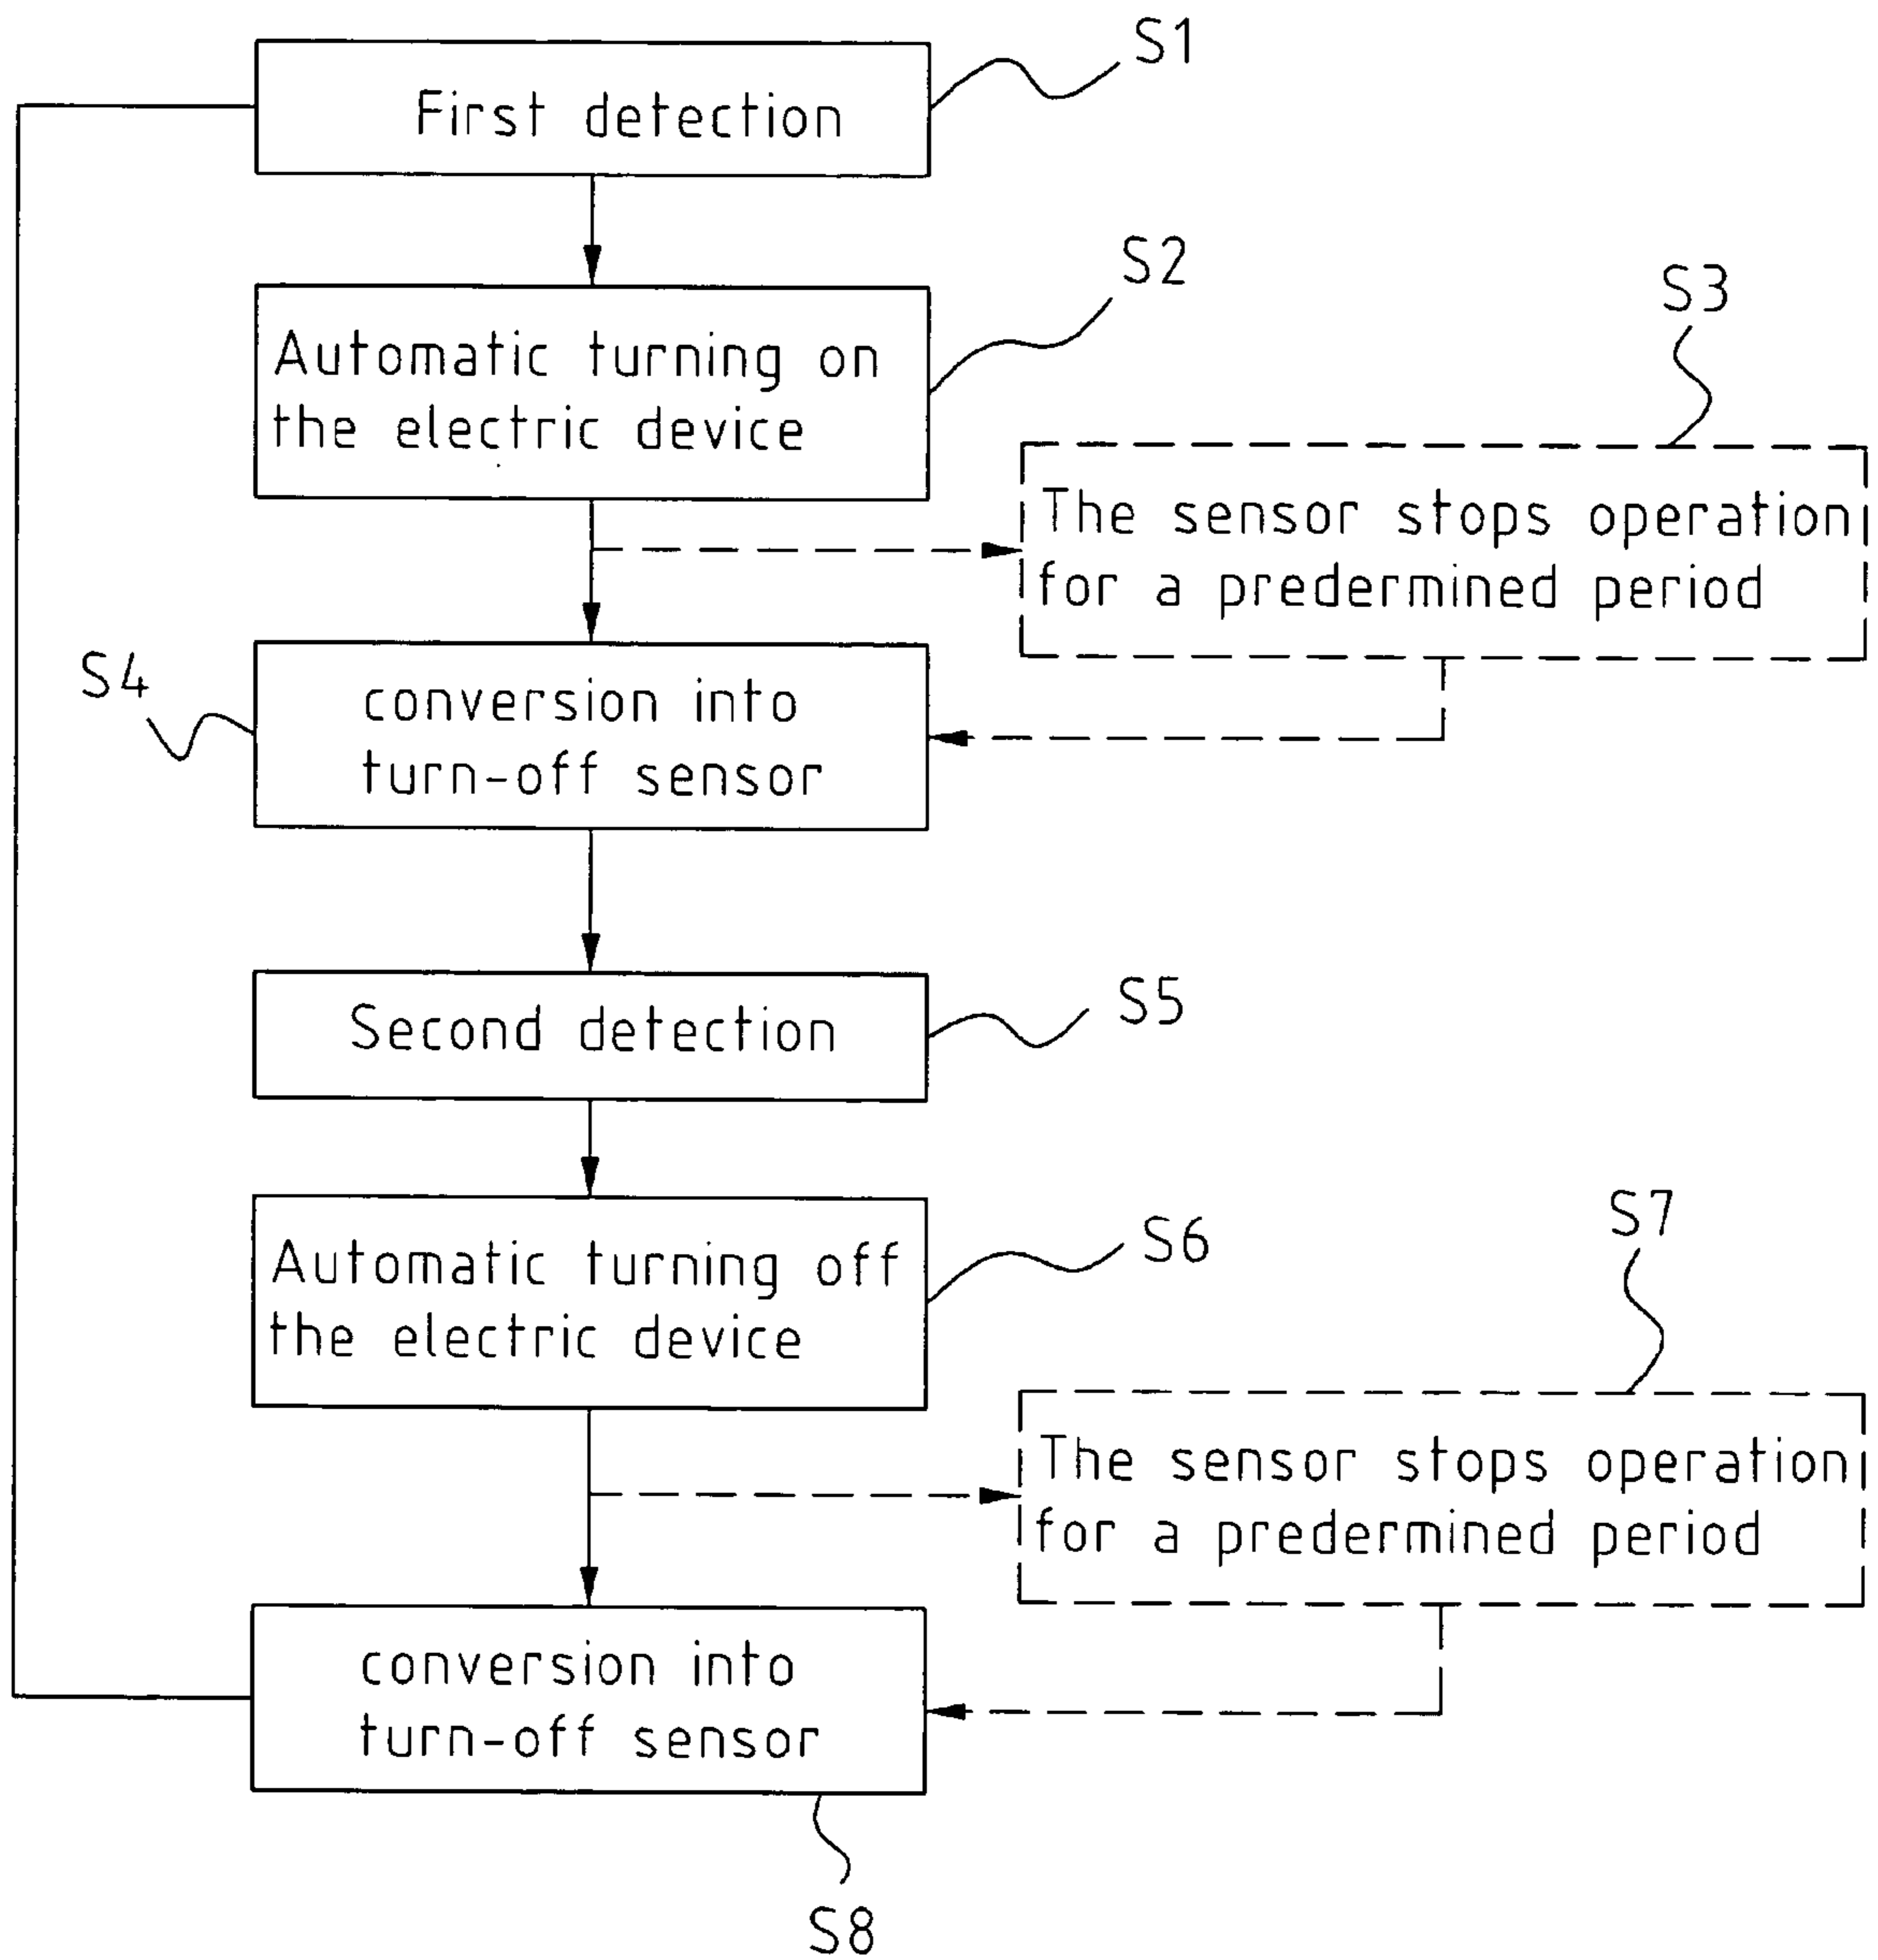 S1
First detection
S2
Automatic turning on
the electric device
S3
The sensor stops operation
for a predermined period
S4
conversion into
turn-off sensor
S5
Second detection
S6
Automatic turning off
the electric device
S7
The sensor stops operation
for a predermined period
conversion into
turn-off sensor
S8